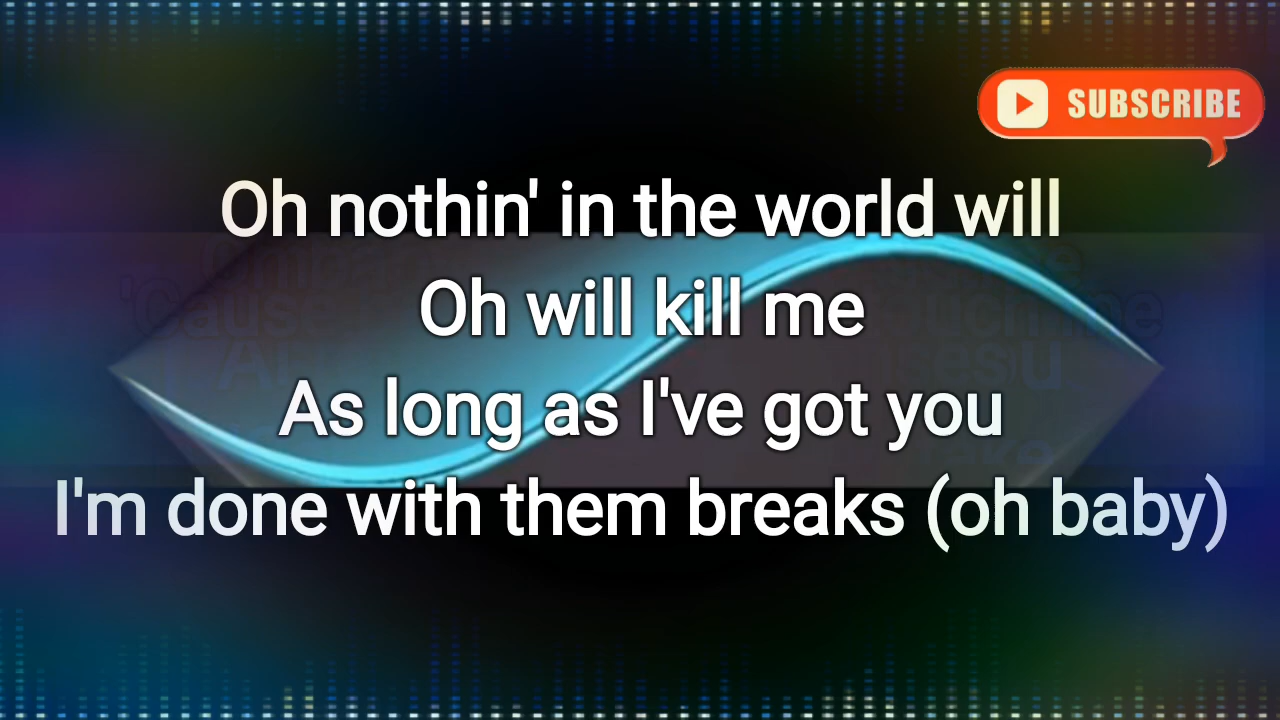 SUBSCRIBE
Oh nothin' in the world will
Oh will kill me
As long as I've got you
I'm done with them breaks (oh baby)